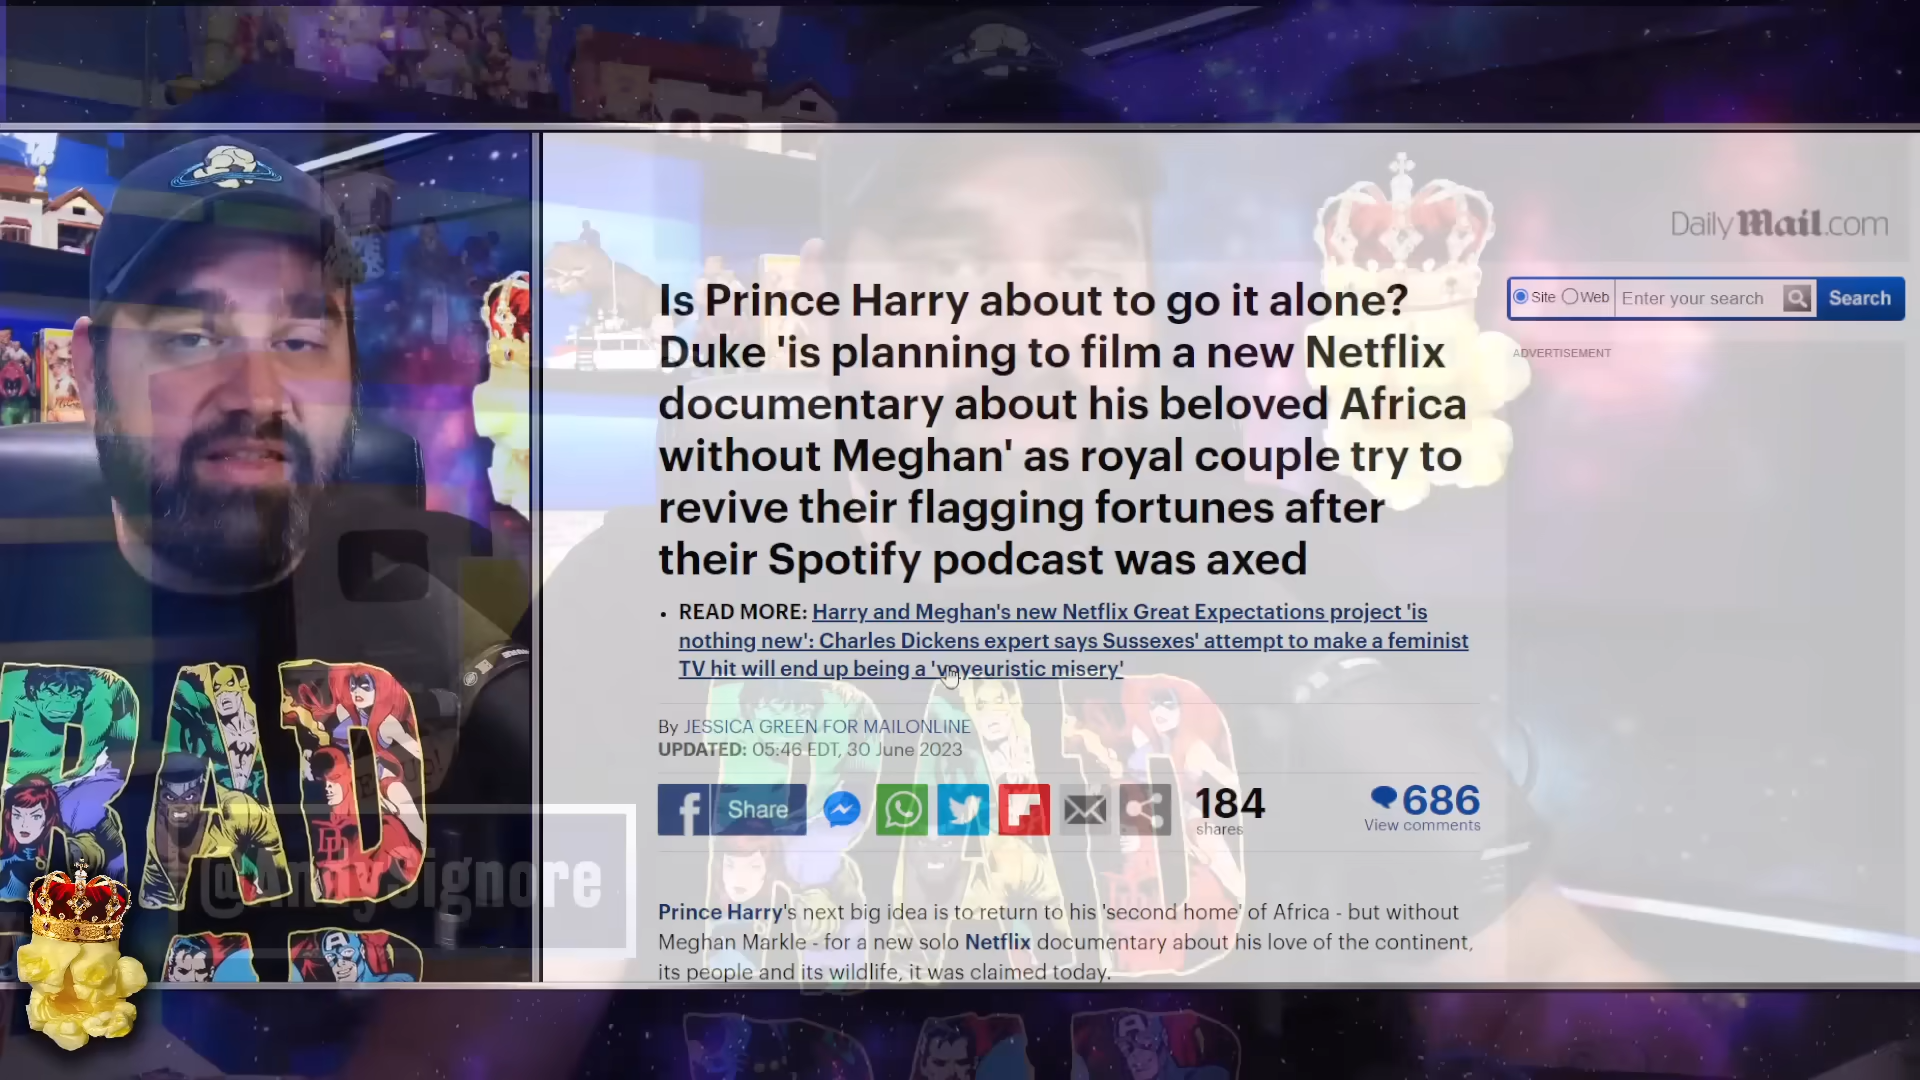 DailyMail.com
Is Prince Harry about to go it alone?
Duke 'is planning to film a new Netflix
documentary about his beloved Africa
without Meghan' as royal couple try to
revive their flagging fortunes after
their Spotify podcast was axed
Site Web Enter your search Search
ADVERTISEMENT
• READ MORE: Harry and Meghan's new Netflix Great Expectations project 'is
nothing new': Charles Dickens expert says Sussexes' attempt to make a feminist
TV hit will end up being a 'voyeuristic misery'
By JESSICA GREEN FOR MAILONLINE
UPDATED: 05:46 EDT, 30 June 2023
Share
184
shares
686
View comments
Prince Harry's next big idea is to return to his 'second home' of Africa - but without
Meghan Markle - for a new solo Netflix documentary about his love of the continent,
its people and its wildlife, it was claimed today.
RAD
@AndySignore
RAD